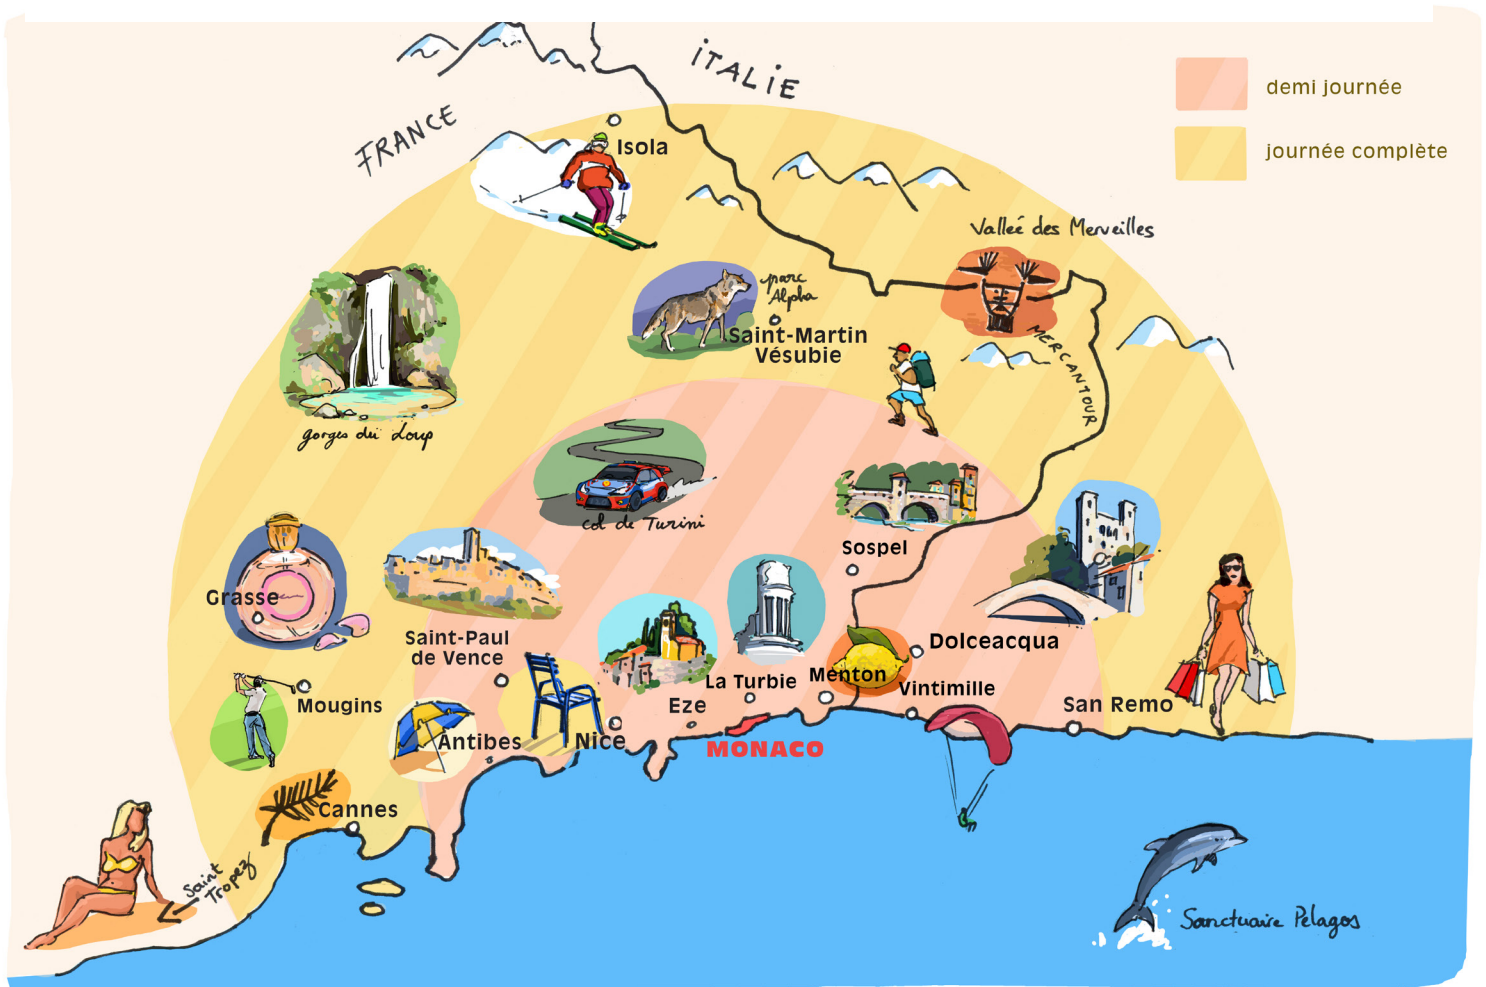 iTALiE
demi journée
FRANCE
Isola
journée complète
Valleé des Merveilles
parc
Alpha
Saint-Martin
Vésubie
MERCANTOUR
gorges du Loup
col de Turini
Sospel
Grasse
Saint-Paul
de Vence
Dolceacqua
La Turbie
Menton
Vintimille
Mougins
Eze
San Remo
Antibes
Nice
MONACO
Cannes
Saint
Tropez
Sanctuaire Pélagos